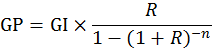 GP = GI × R / 1 − (1 + R)⁻ⁿ